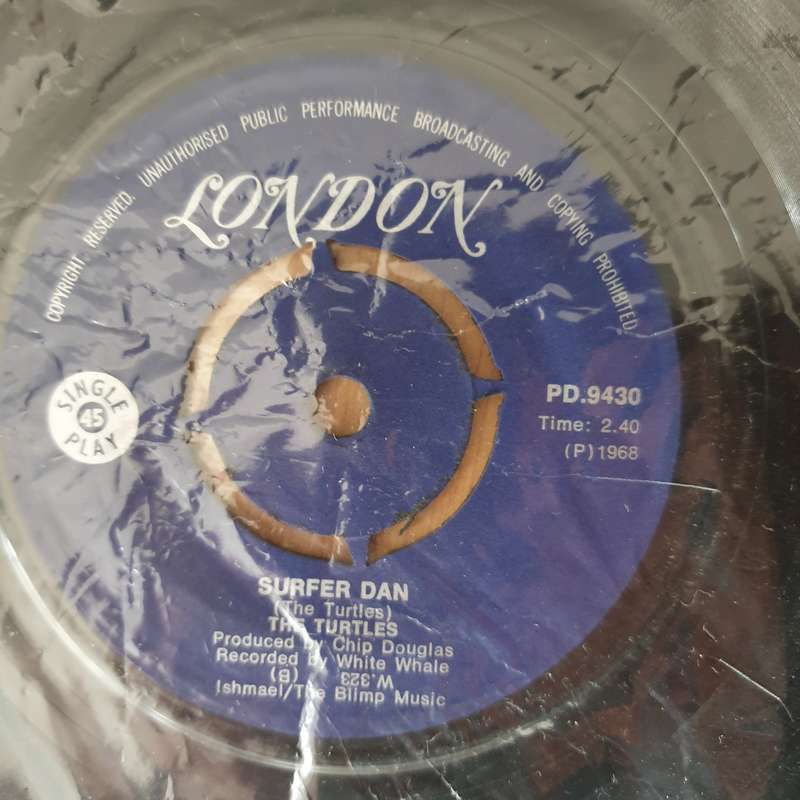 COPYRIGHT RESERVED. UNAUTHORISED PUBLIC PERFORMANCE BROADCASTING AND COPYING PROHIBITED
LONDON
SINGLE
45
PLAY
PD.9430
Time: 2.40
(P)1968
SURFER DAN
(The Turtles)
THE TURTLES
Produced by Chip Douglas
Recorded by White Whale
(B) W.323
Ishmael/The Blimp Music